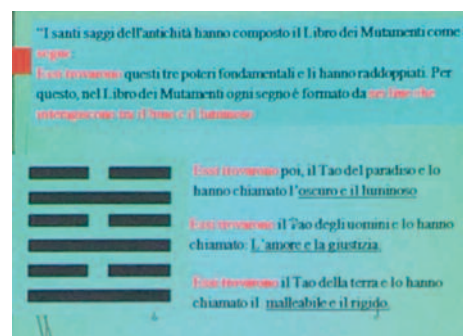 "I santi saggi dell'antichità hanno composto il Libro dei Mutamenti come
segue:
Essi trovarono questi tre poteri fondamentali e li hanno raddoppiati. Per
questo, nel Libro dei Mutamenti ogni segno è formato da sei linee che
interagiscono tra il bruno e il luminoso
Essi trovarono poi, il Tao del paradiso e lo
hanno chiamato l'oscuro e il luminoso
Essi trovarono il Tao degli uomini e lo hanno
chiamato: L'amore e la giustizia.
Essi trovarono il Tao della terra e lo hanno
chiamato il malleabile e il rigido.